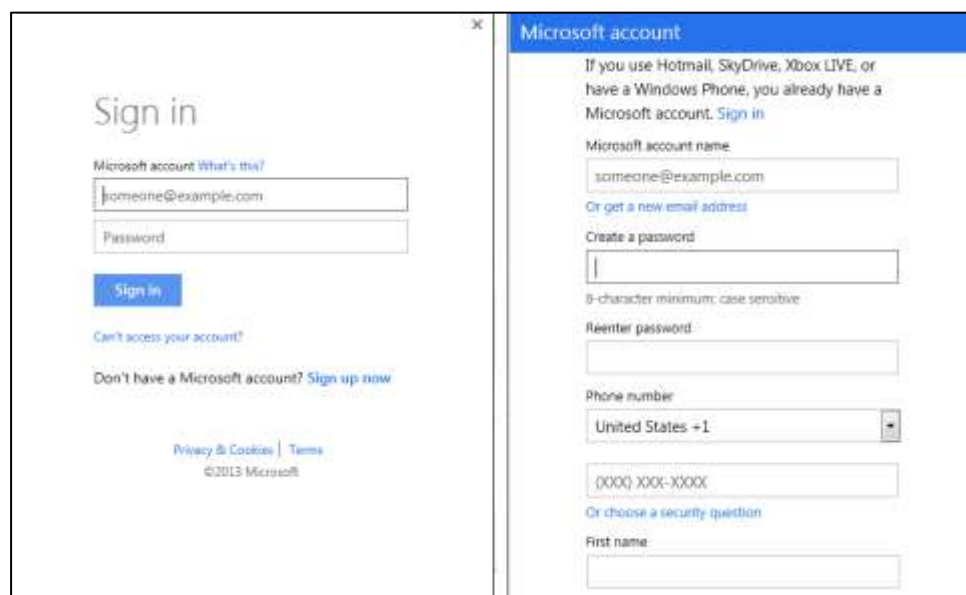 ×
Sign in
Microsoft account What's this?
someone@example.com
Password
Sign in
Can't access your account?
Don't have a Microsoft account? Sign up now
Privacy & Cookies | Terms
©2013 Microsoft
Microsoft account
If you use Hotmail, SkyDrive, Xbox LIVE, or
have a Windows Phone, you already have a
Microsoft account. Sign in
Microsoft account name
someone@example.com
Or get a new email address
Create a password
8-character minimum; case sensitive
Reenter password
Phone number
United States +1
(XXX) XXX-XXXX
Or choose a security question
First name